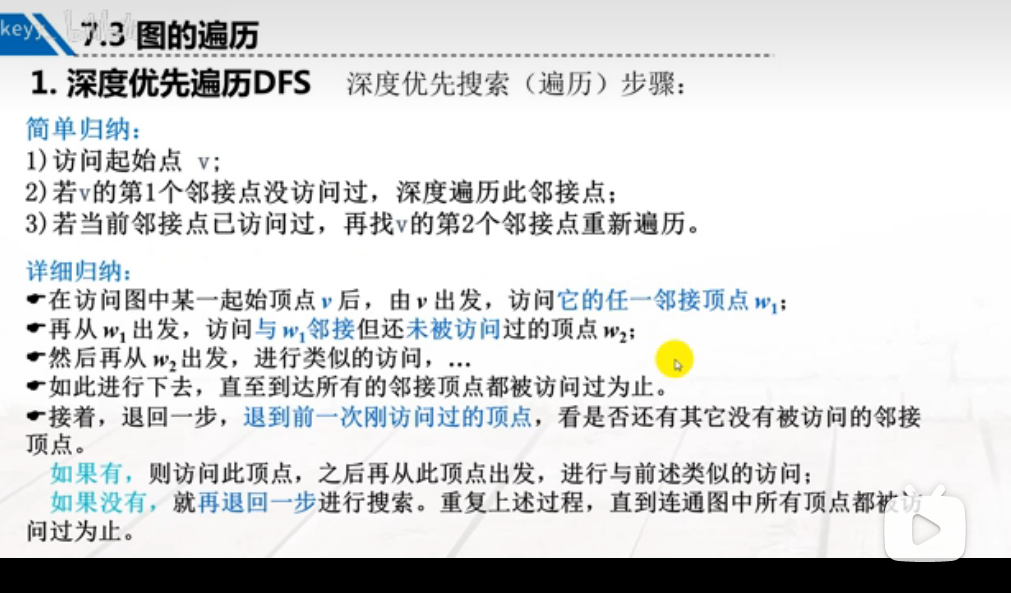 keyy
7.3 图的遍历
1. 深度优先遍历DFS 深度优先搜索（遍历）步骤：
简单归纳：
1)访问起始点 v;
2)若v的第1个邻接点没访问过，深度遍历此邻接点；
3)若当前邻接点已访问过，再找v的第2个邻接点重新遍历。
详细归纳：
☛在访问图中某一起始顶点 v 后，由 v 出发，访问它的任一邻接顶点 w₁；
☛再从 w₁ 出发，访问与 w₁邻接但还未被访问过的顶点 w₂；
☛然后再从 w₂ 出发，进行类似的访问，…
☛如此进行下去，直至到达所有的邻接顶点都被访问过为止。
☛接着，退回一步，退到前一次刚访问过的顶点，看是否还有其它没有被访问的邻接
顶点。
如果有，则访问此顶点，之后再从此顶点出发，进行与前述类似的访问；
如果没有，就再退回一步进行搜索。重复上述过程，直到连通图中所有顶点都被访
问过为止。